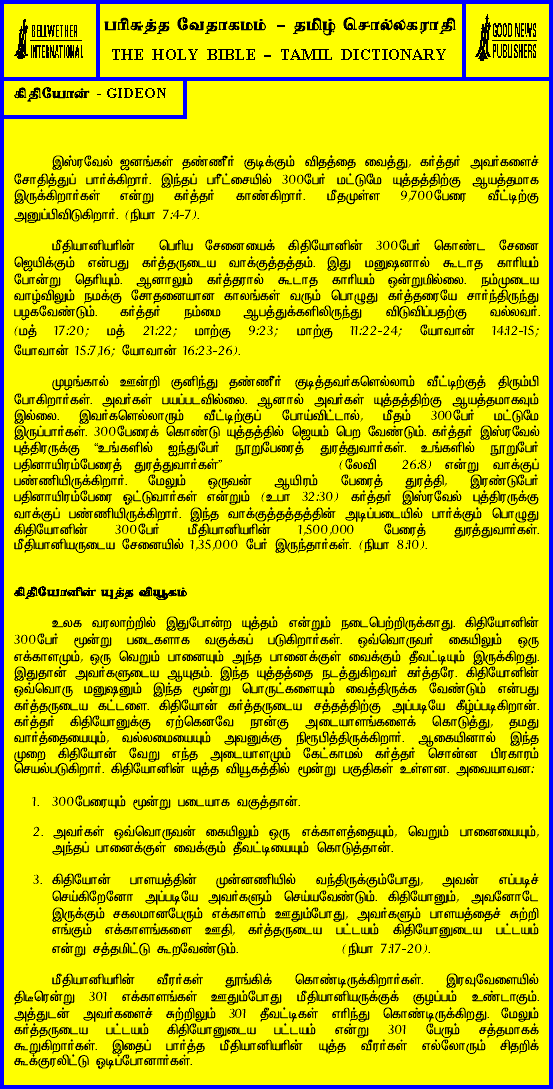 BELLWETHER
INTERNATIONAL
பரிசுத்த வேதாகமம் - தமிழ் சொல்லகராதி
THE HOLY BIBLE - TAMIL DICTIONARY
GOOD NEWS
PUBLISHERS
கிதியோன் - GIDEON
இஸ்ரவேல் ஜனங்கள் தண்ணீர் குடிக்கும் விதத்தை வைத்து, கர்த்தர் அவர்களைச்
சோதித்துப் பார்க்கிறார். இந்தப் பரீட்சையில் 300பேர் மட்டுமே யுத்தத்திற்கு ஆயத்தமாக
இருக்கிறார்கள் என்று கர்த்தர் காண்கிறார். மீதமுள்ள 9,700பேரை வீட்டிற்கு
அனுப்பிவிடுகிறார். (நியா 7:4-7).
மீதியானியரின் பெரிய சேனையைக் கிதியோனின் 300பேர் கொண்ட சேனை
ஜெயிக்கும் என்பது கர்த்தருடைய வாக்குத்தத்தம். இது மனுஷனால் கூடாத காரியம்
போன்று தெரியும். ஆனாலும் கர்த்தரால் கூடாத காரியம் ஒன்றுமில்லை. நம்முடைய
வாழ்விலும் நமக்கு சோதனையான காலங்கள் வரும் பொழுது கர்த்தரையே சார்ந்திருந்து
பழகவேண்டும். கர்த்தர் நம்மை ஆபத்துக்களிலிருந்து விடுவிப்பதற்கு வல்லவர்.
(மத் 17:20; மத் 21:22; மாற்கு 9:23; மாற்கு 11:22-24; யோவான் 14:12-15;
யோவான் 15:7,16; யோவான் 16:23-26).
முழங்கால் ஊன்றி குனிந்து தண்ணீர் குடித்தவர்களெல்லாம் வீட்டிற்குத் திரும்பி
போகிறார்கள். அவர்கள் பயப்படவில்லை. ஆனால் அவர்கள் யுத்தத்திற்கு ஆயத்தமாகவும்
இல்லை. இவர்களெல்லாரும் வீட்டிற்குப் போய்விட்டால், மீதம் 300பேர் மட்டுமே
இருப்பார்கள். 300பேரைக் கொண்டு யுத்தத்தில் ஜெயம் பெற வேண்டும். கர்த்தர் இஸ்ரவேல்
புத்திரருக்கு "உங்களில் ஐந்துபேர் நூறுபேரைத் துரத்துவார்கள். உங்களில் நூறுபேர்
பதினாயிரம்பேரைத் துரத்துவார்கள்" (லேவி 26:8) என்று வாக்குப்
பண்ணியிருக்கிறார். மேலும் ஒருவன் ஆயிரம் பேரைத் துரத்தி, இரண்டுபேர்
பதினாயிரம்பேரை ஓட்டுவார்கள் என்றும் (உபா 32:30) கர்த்தர் இஸ்ரவேல் புத்திரருக்கு
வாக்குப் பண்ணியிருக்கிறார். இந்த வாக்குத்தத்தத்தின் அடிப்படையில் பார்க்கும் பொழுது
கிதியோனின் 300பேர் மீதியானியரின் 1,500,000 பேரைத் துரத்துவார்கள்.
மீதியானியருடைய சேனையில் 1,35,000 பேர் இருந்தார்கள். (நியா 8:10).
கிதியோனின் யுத்த வியூகம்
உலக வரலாற்றில் இதுபோன்ற யுத்தம் என்றும் நடைபெற்றிருக்காது. கிதியோனின்
300பேர் மூன்று படைகளாக வகுக்கப் படுகிறார்கள். ஒவ்வொருவர் கையிலும் ஒரு
எக்காளமும், ஒரு வெறும் பானையும் அந்த பானைக்குள் வைக்கும் தீவட்டியும் இருக்கிறது.
இதுதான் அவர்களுடைய ஆயுதம். இந்த யுத்தத்தை நடத்துகிறவர் கர்த்தரே. கிதியோனின்
ஒவ்வொரு மனுஷனும் இந்த மூன்று பொருட்களையும் வைத்திருக்க வேண்டும் என்பது
கர்த்தருடைய கட்டளை. கிதியோன் கர்த்தருடைய சத்தத்திற்கு அப்படியே கீழ்ப்படிகிறான்.
கர்த்தர் கிதியோனுக்கு ஏற்கெனவே நான்கு அடையாளங்களைக் கொடுத்து, தமது
வார்த்தையையும், வல்லமையையும் அவனுக்கு நிரூபித்திருக்கிறார். ஆகையினால் இந்த
முறை கிதியோன் வேறு எந்த அடையாளமும் கேட்காமல் கர்த்தர் சொன்ன பிரகாரம்
செயல்படுகிறார். கிதியோனின் யுத்த வியூகத்தில் மூன்று பகுதிகள் உள்ளன. அவையாவன:
1. 300பேரையும் மூன்று படையாக வகுத்தான்.
2. அவர்கள் ஒவ்வொருவன் கையிலும் ஒரு எக்காளத்தையும், வெறும் பானையையும்,
அந்தப் பானைக்குள் வைக்கும் தீவட்டியையும் கொடுத்தான்.
3. கிதியோன் பாளயத்தின் முன்னணியில் வந்திருக்கும்போது, அவன் எப்படிச்
செய்கிறேனோ அப்படியே அவர்களும் செய்யவேண்டும். கிதியோனும், அவனோடே
இருக்கும் சகலமானபேரும் எக்காளம் ஊதும்போது, அவர்களும் பாளயத்தைச் சுற்றி
எங்கும் எக்காளங்களை ஊதி, கர்த்தருடைய பட்டயம் கிதியோனுடைய பட்டயம்
என்று சத்தமிட்டு கூறவேண்டும். (நியா 7:17-20).
மீதியானியரின் வீரர்கள் தூங்கிக் கொண்டிருக்கிறார்கள். இரவுவேளையில்
திடீரென்று 301 எக்காளங்கள் ஊதும்போது மீதியானியருக்குக் குழப்பம் உண்டாகும்.
அத்துடன் அவர்களைச் சுற்றிலும் 301 தீவட்டிகள் எரிந்து கொண்டிருக்கிறது. மேலும்
கர்த்தருடைய பட்டயம் கிதியோனுடைய பட்டயம் என்று 301 பேரும் சத்தமாகக்
கூறுகிறார்கள். இதைப் பார்த்த மீதியானியரின் யுத்த வீரர்கள் எல்லோரும் சிதறிக்
கூக்குரலிட்டு ஓடிப்போனார்கள்.